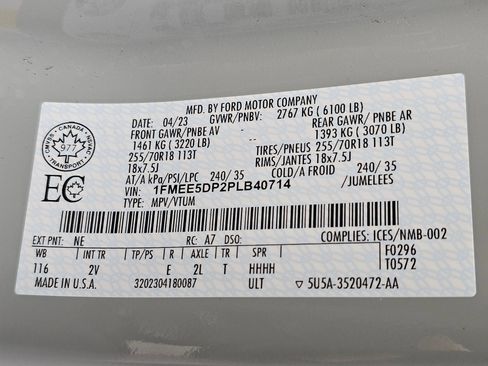 MFD. BY FORD MOTOR COMPANY
DATE: 04/23 GVWR/PNBV: 2767 KG ( 6100 LB)
FRONT GAWR/PNBE AV REAR GAWR/PNBE AR
1461 KG ( 3220 LB) 1393 KG ( 3070 LB)
255/70R18 113T TIRES/PNEUS 255/70R18 113T
18x7.5J RIMS/JANTES 18x7.5J
AT/A kPa/PSI/LPC 240/ 35 COLD/A FROID 240/ 35
VIN: 1FMEE5DP2PLB40714 /JUMELEES
TYPE: MPV/VTUM
CANADA
977
EC
EXT PNT: NE RC: A7 DSO: COMPLIES: ICES/NMB-002
WB INT TR TP/PS R AXLE TR SPR F0296
116 2V E 2L T HHHH T0572
MADE IN U.S.A. 3202304180087 ULT ▽ 5U5A-3520472-AA